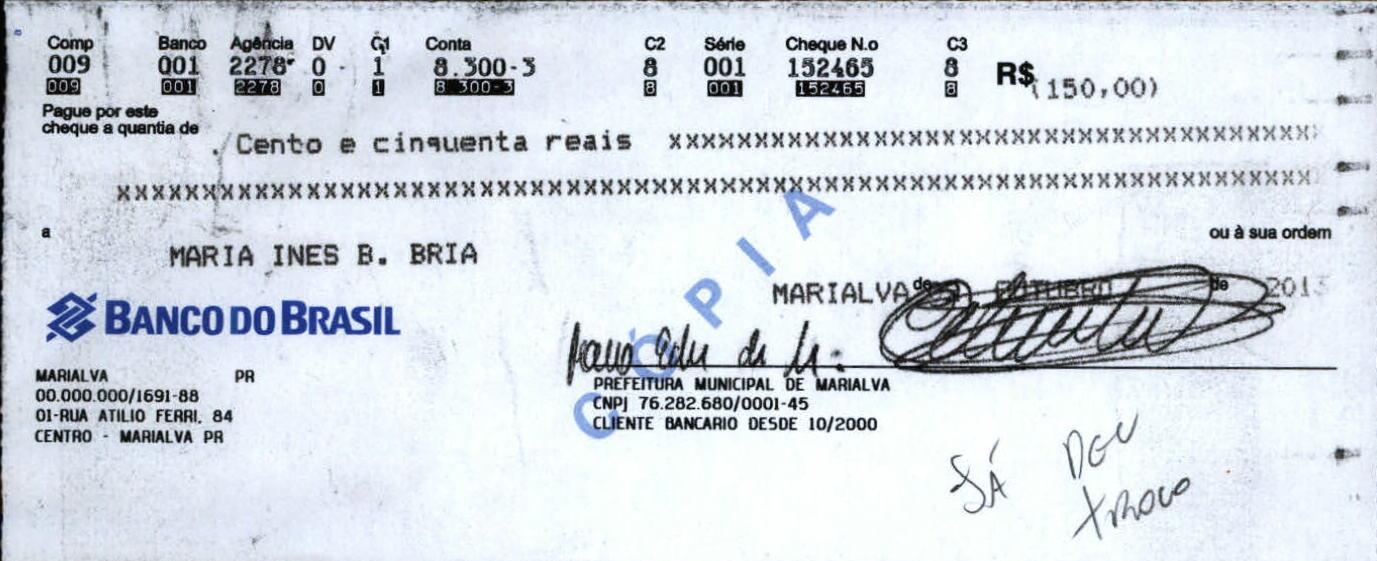 Comp Banco Agência DV C1 Conta C2 Série Cheque N.o C3
009 001 2278 0 - 1 8.300-3 8 001 152465 8 R$ (150,00)
009 001 2278 0 1 8 300-3 8 001 152465 8
Pague por este
cheque a quantia de Cento e cinquenta reais xxxxxxxxxxxxxxxxxxxxxxxxxxxxxxxxxxxxxx
xxxxxxxxxxxxxxxxxxxxxxxxxxxxxxxxxxxxxxxxxxxxxxxxxxxxxxxxxxxxxxxxxxxxxx
a ou à sua ordem
MARIA INES B. BRIA
MARIALVA de OUTUBRO de 2013
BANCO DO BRASIL
CÓPIA
MARIALVA PR
00.000.000/1691-88
01-RUA ATILIO FERRI, 84
CENTRO - MARIALVA PR
PREFEITURA MUNICIPAL DE MARIALVA
CNPJ 76.282.680/0001-45
CLIENTE BANCARIO DESDE 10/2000
JÁ DEU
TROCO